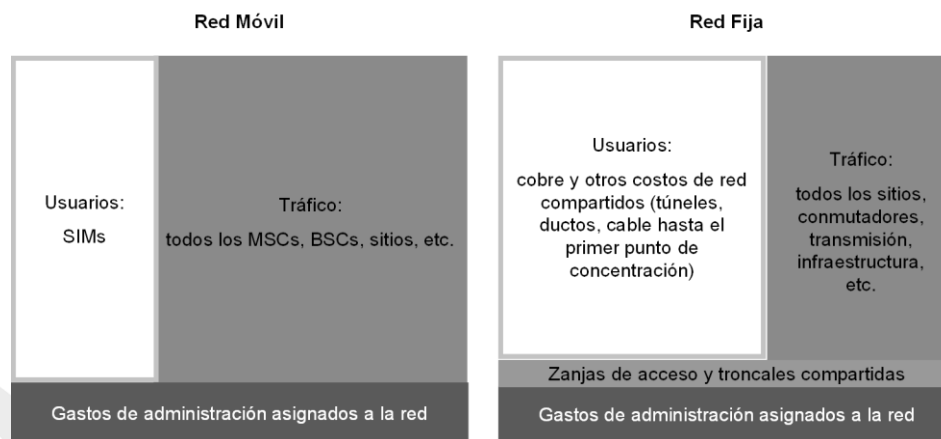 Red Móvil
Usuarios:
SIMs
Tráfico:
todos los MSCs, BSCs, sitios, etc.
Gastos de administración asignados a la red
Red Fija
Usuarios:
cobre y otros costos de red
compartidos (túneles,
ductos, cable hasta el
primer punto de
concentración)
Tráfico:
todos los sitios,
conmutadores,
transmisión,
infraestructura,
etc.
Zanjas de acceso y troncales compartidas
Gastos de administración asignados a la red